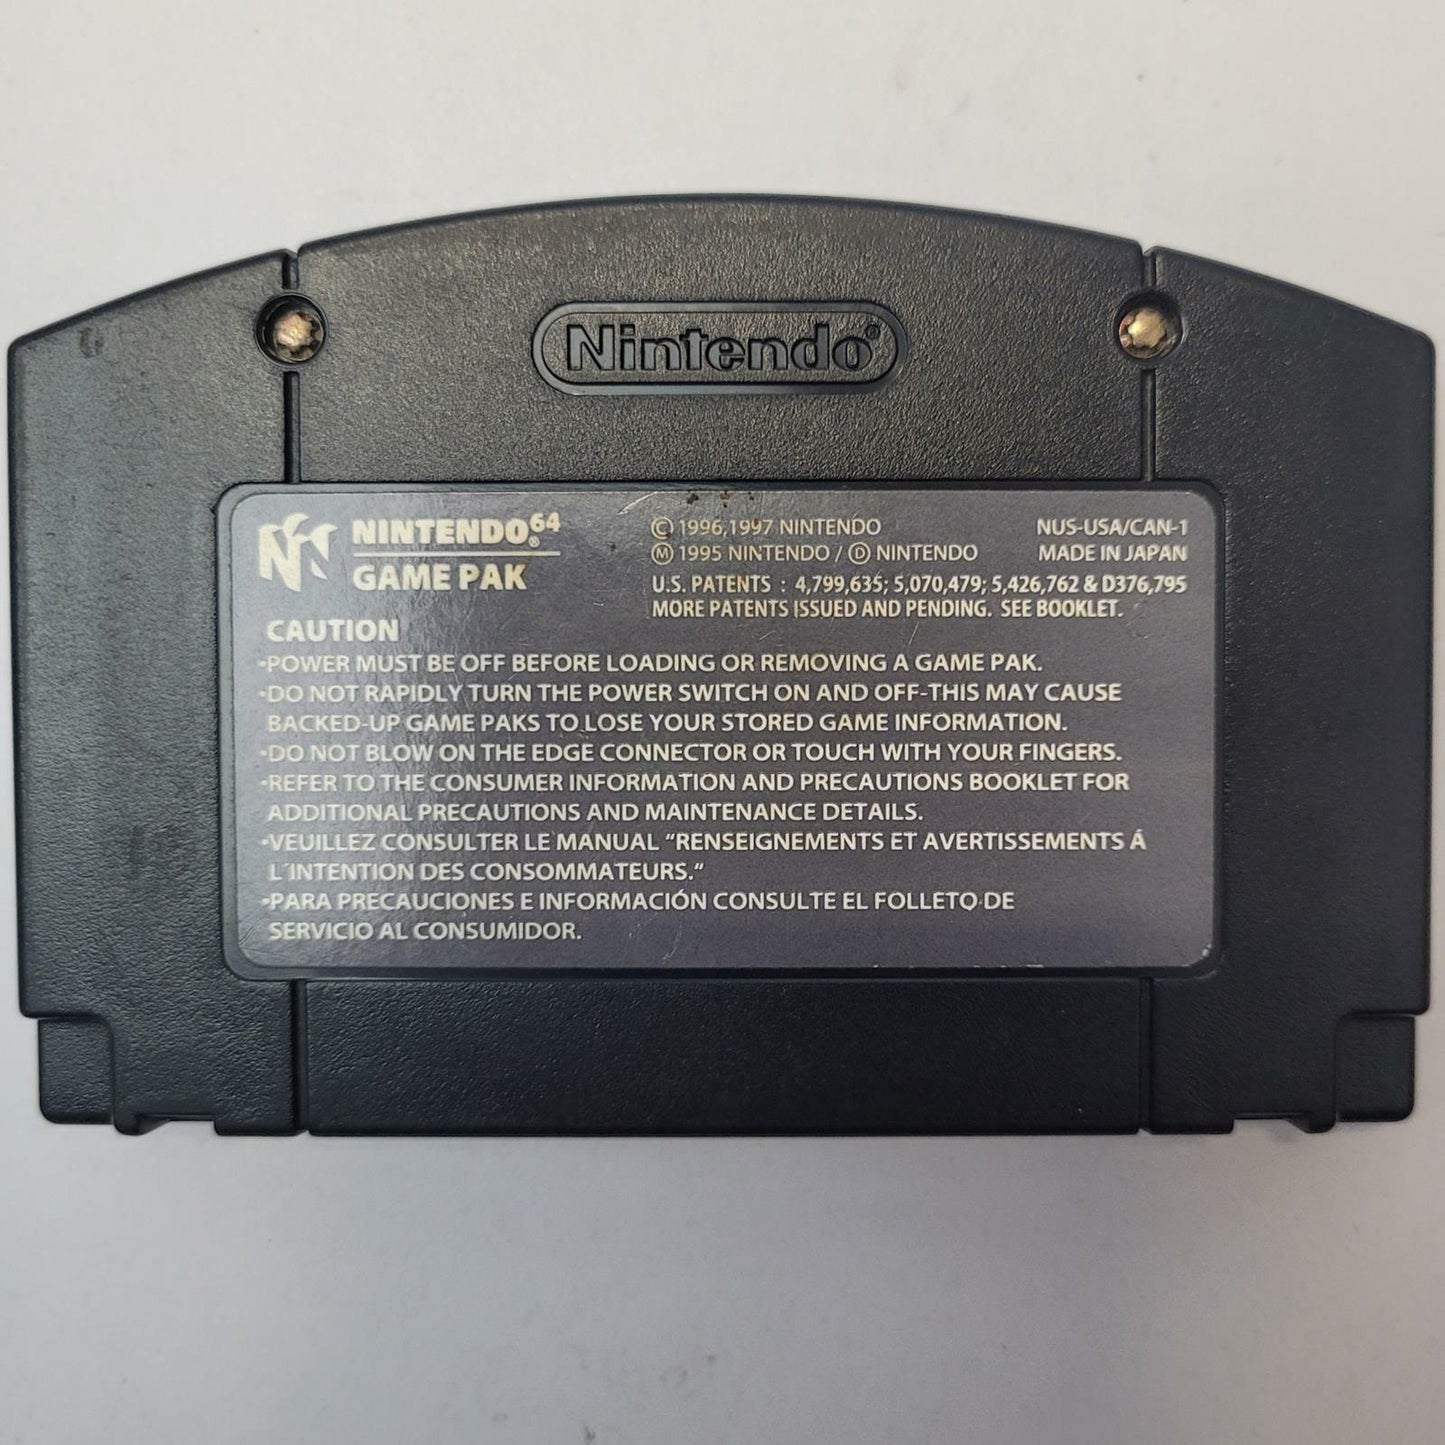 Nintendo®
NINTENDO⁶⁴®
GAME PAK
© 1996,1997 NINTENDO
Ⓜ 1995 NINTENDO / Ⓓ NINTENDO
NUS-USA/CAN-1
MADE IN JAPAN
U.S. PATENTS : 4,799,635; 5,070,479; 5,426,762 & D376,795
MORE PATENTS ISSUED AND PENDING. SEE BOOKLET.
CAUTION
•POWER MUST BE OFF BEFORE LOADING OR REMOVING A GAME PAK.
•DO NOT RAPIDLY TURN THE POWER SWITCH ON AND OFF-THIS MAY CAUSE
BACKED-UP GAME PAKS TO LOSE YOUR STORED GAME INFORMATION.
•DO NOT BLOW ON THE EDGE CONNECTOR OR TOUCH WITH YOUR FINGERS.
•REFER TO THE CONSUMER INFORMATION AND PRECAUTIONS BOOKLET FOR
ADDITIONAL PRECAUTIONS AND MAINTENANCE DETAILS.
•VEUILLEZ CONSULTER LE MANUAL "RENSEIGNEMENTS ET AVERTISSEMENTS Á
L´INTENTION DES CONSOMMATEURS."
•PARA PRECAUCIONES E INFORMACIÓN CONSULTE EL FOLLETO DE
SERVICIO AL CONSUMIDOR.